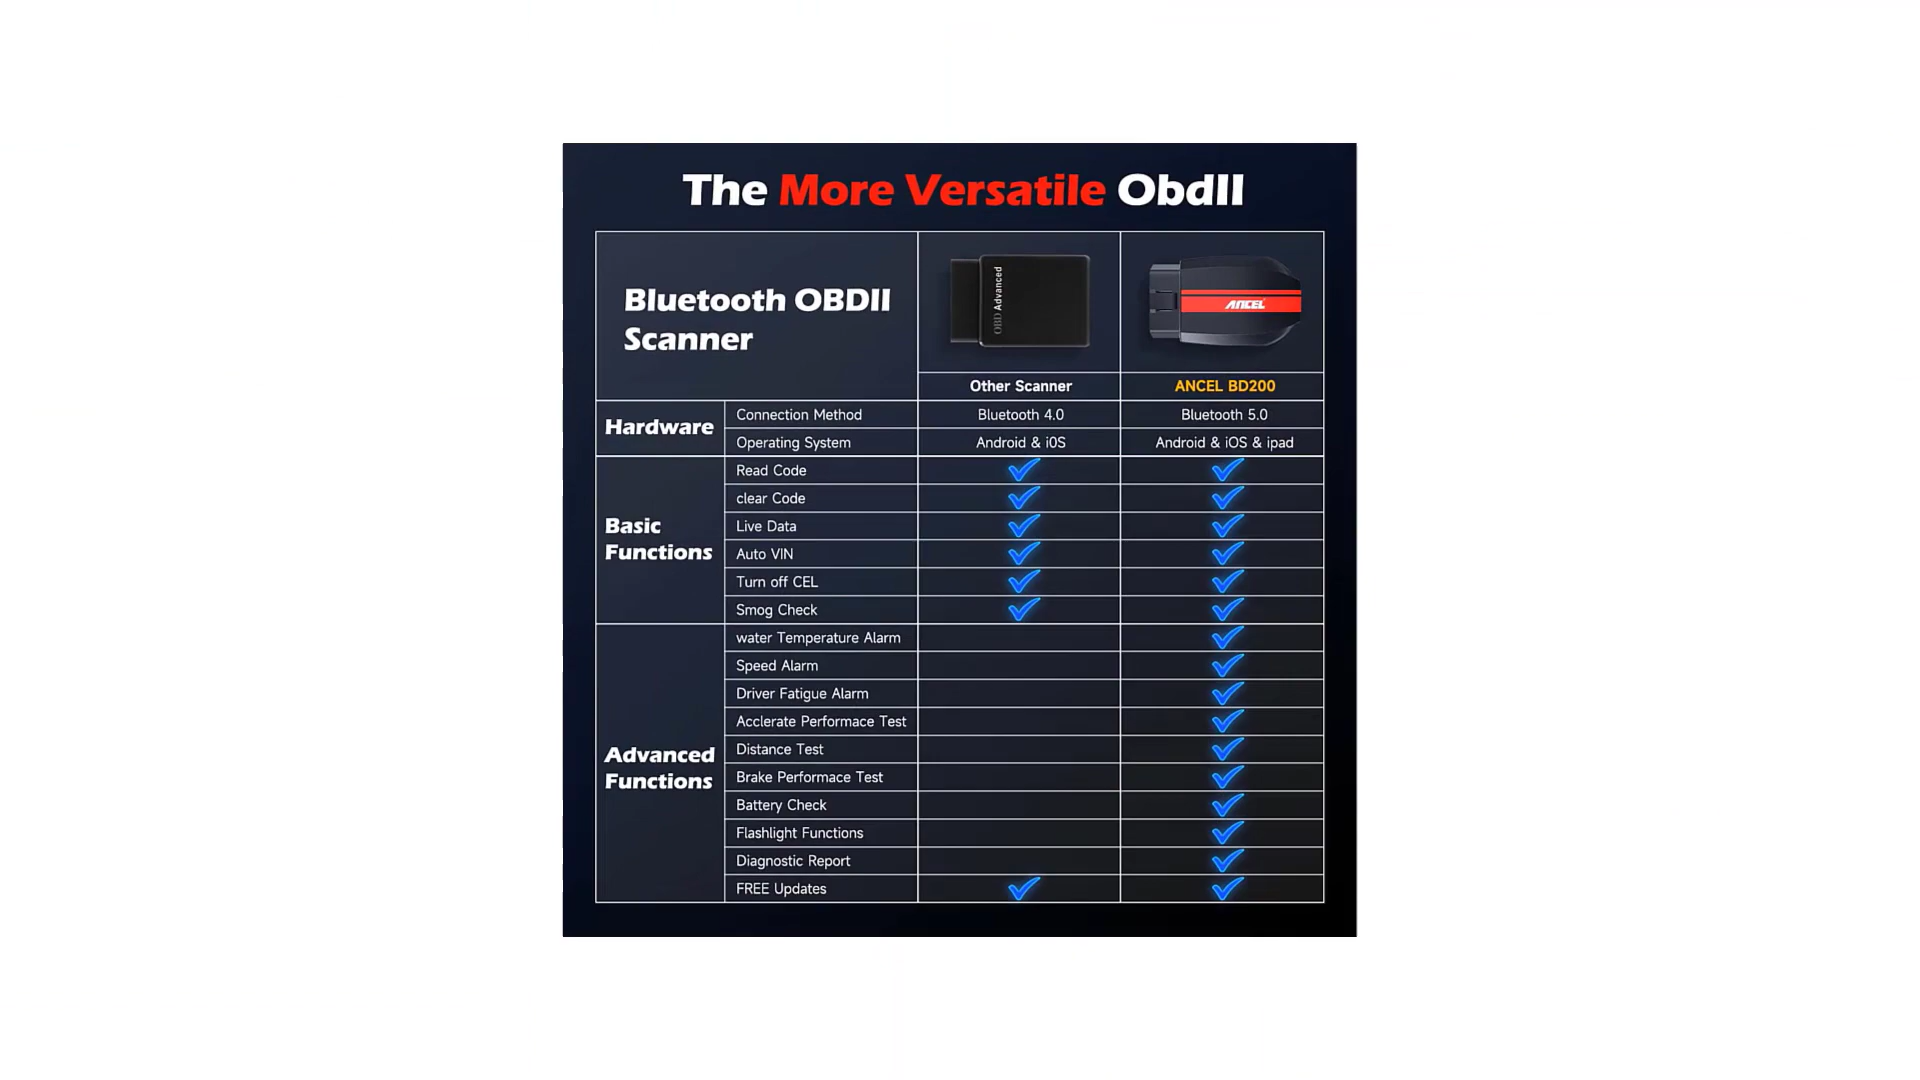 The More Versatile ObdII
Bluetooth OBDII
Scanner
OBD Advanced
ANCEL
Other Scanner
ANCEL BD200
Hardware
Connection Method
Bluetooth 4.0
Bluetooth 5.0
Operating System
Android & i0S
Android & iOS & ipad
Basic
Functions
Read Code
clear Code
Live Data
Auto VIN
Turn off CEL
Smog Check
Advanced
Functions
water Temperature Alarm
Speed Alarm
Driver Fatigue Alarm
Acclerate Performace Test
Distance Test
Brake Performace Test
Battery Check
Flashlight Functions
Diagnostic Report
FREE Updates